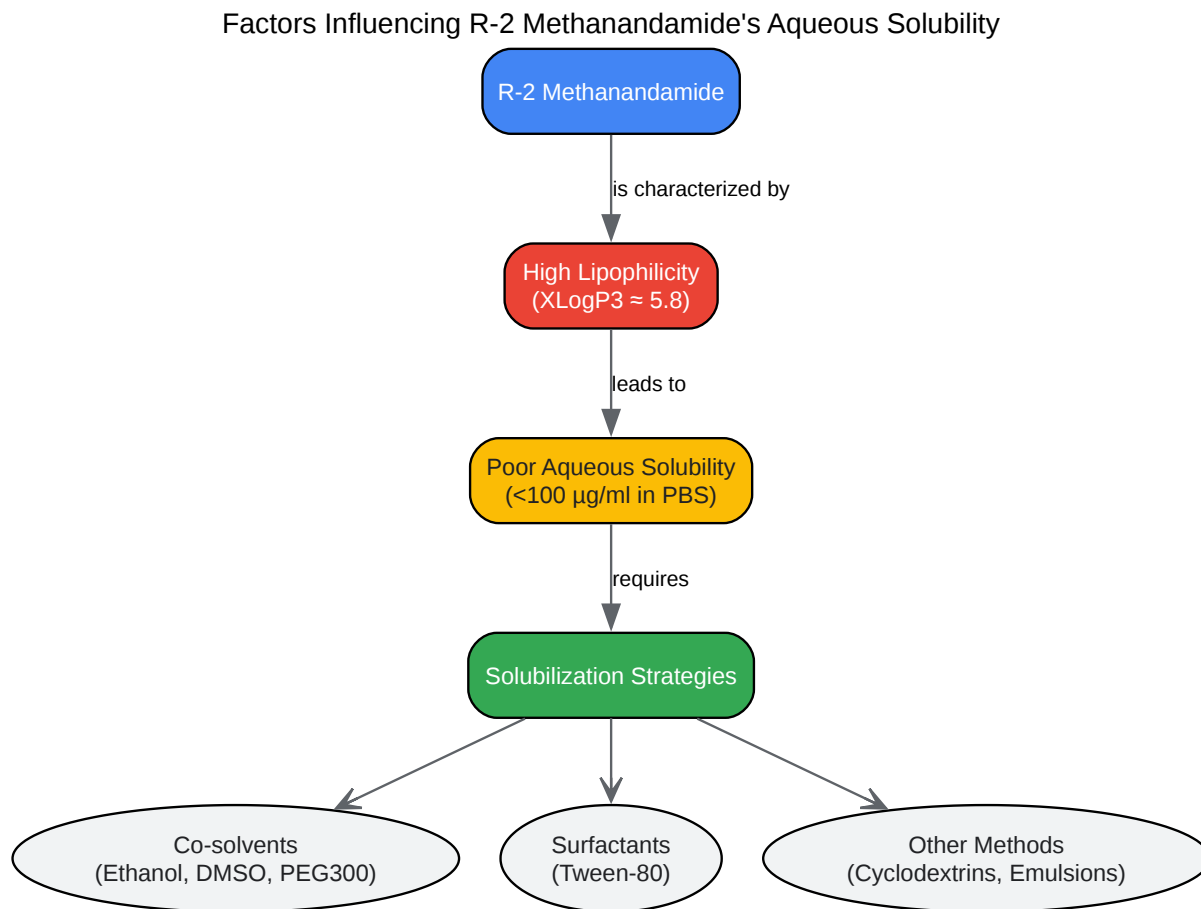 Factors Influencing R-2 Methanandamide's Aqueous Solubility
R-2 Methanandamide
is characterized by
High Lipophilicity
(XLogP3 ≈ 5.8)
leads to
Poor Aqueous Solubility
(<100 µg/ml in PBS)
requires
Solubilization Strategies
Co-solvents
(Ethanol, DMSO, PEG300)
Surfactants
(Tween-80)
Other Methods
(Cyclodextrins, Emulsions)